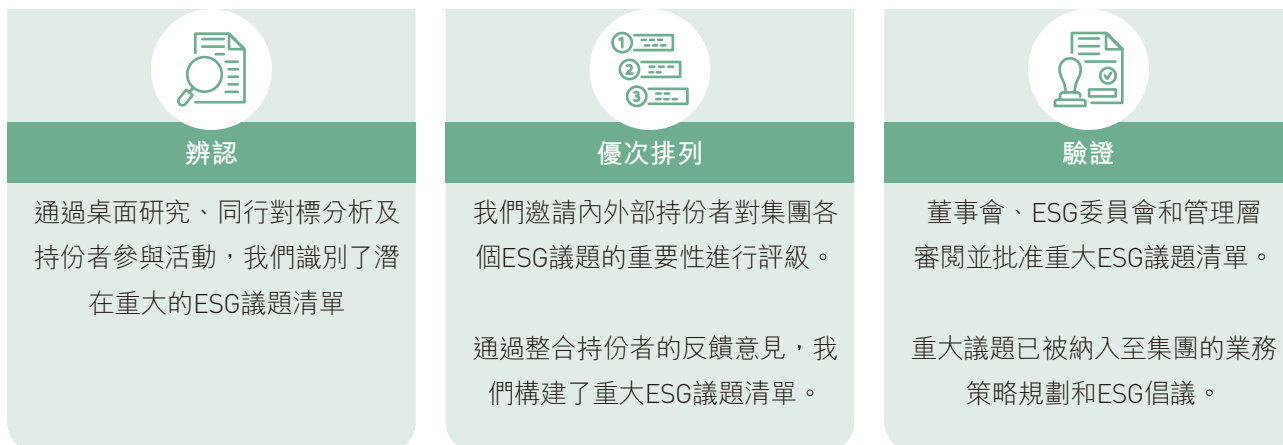 辨認
通過桌面研究、同行對標分析及
持份者參與活動，我們識別了潛
在重大的ESG議題清單
1
2
3
優次排列
我們邀請內外部持份者對集團各
個ESG議題的重要性進行評級。
通過整合持份者的反饋意見，我
們構建了重大ESG議題清單。
驗證
董事會、ESG委員會和管理層
審閲並批准重大ESG議題清單。
重大議題已被納入至集團的業務
策略規劃和ESG倡議。